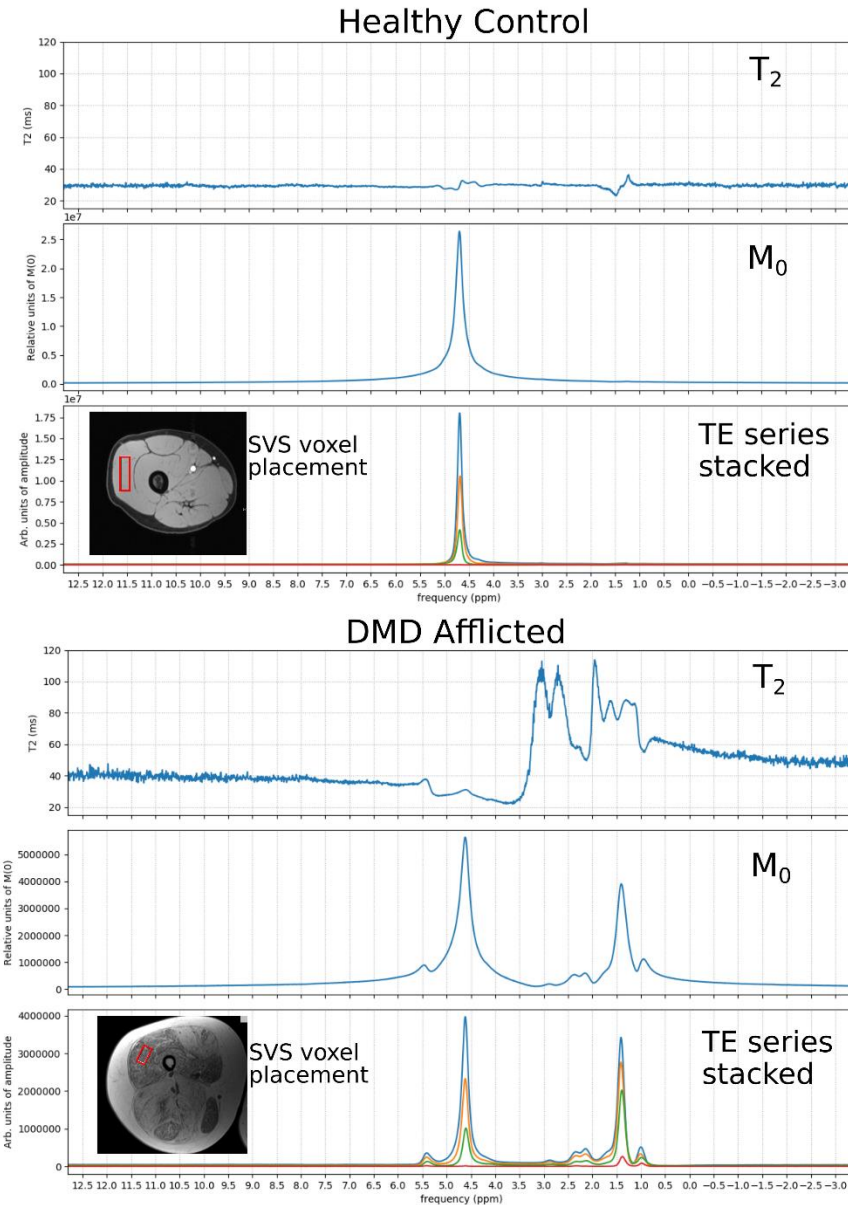 Healthy Control
T2
T2 (ms)
120
100
80
60
40
20
1e7
M0
Relative units of M(0)
2.5
2.0
1.5
1.0
0.5
0.0
1e7
TE series
stacked
SVS voxel
placement
Arb. units of amplitude
1.75
1.50
1.25
1.00
0.75
0.50
0.25
0.00
12.5 12.0 11.5 11.0 10.5 10.0 9.5 9.0 8.5 8.0 7.5 7.0 6.5 6.0 5.5 5.0 4.5 4.0 3.5 3.0 2.5 2.0 1.5 1.0 0.5 0.0 −0.5 −1.0 −1.5 −2.0 −2.5 −3.0
frequency (ppm)
DMD Afflicted
T2
T2 (ms)
120
100
80
60
40
20
M0
Relative units of M(0)
5000000
4000000
3000000
2000000
1000000
0
TE series
stacked
SVS voxel
placement
Arb. units of amplitude
4000000
3000000
2000000
1000000
0
12.5 12.0 11.5 11.0 10.5 10.0 9.5 9.0 8.5 8.0 7.5 7.0 6.5 6.0 5.5 5.0 4.5 4.0 3.5 3.0 2.5 2.0 1.5 1.0 0.5 0.0 −0.5 −1.0 −1.5 −2.0 −2.5 −3.0
frequency (ppm)